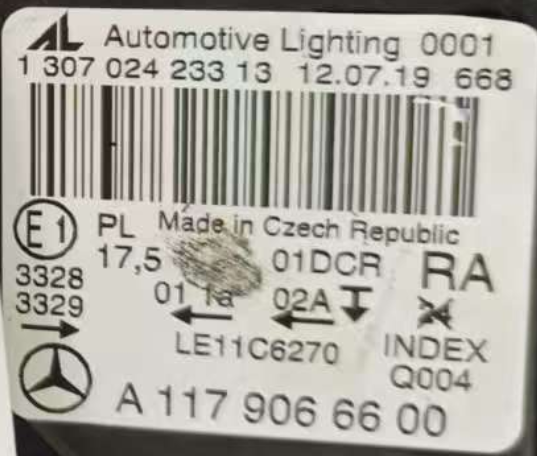 AL Automotive Lighting 0001
1 307 024 233 13 12.07.19 668
E1 PL Made in Czech Republic
17,5 01DCR RA
3328
3329
01 1a 02A
LE11C6270 INDEX
Q004
A 117 906 66 00